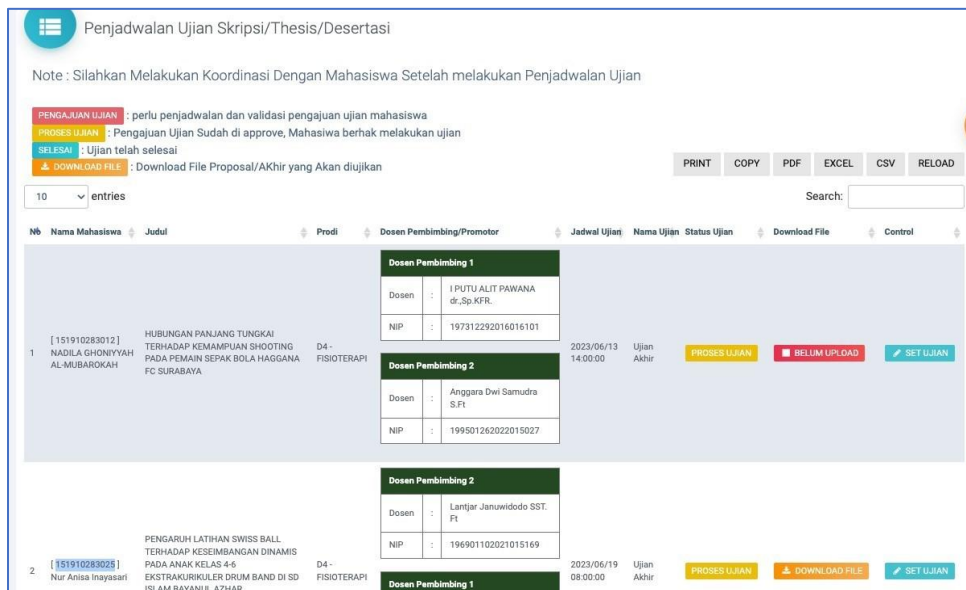 Penjadwalan Ujian Skripsi/Thesis/Desertasi
Note : Silahkan Melakukan Koordinasi Dengan Mahasiswa Setelah melakukan Penjadwalan Ujian
PENGAJUAN UJIAN : perlu penjadwalan dan validasi pengajuan ujian mahasiswa
PROSES UJIAN : Pengajuan Ujian Sudah di approve, Mahasiwa berhak melakukan ujian
SELESAI : Ujian telah selesai
DOWNLOAD FILE : Download File Proposal/AKhir yang Akan diujikan
PRINT COPY PDF EXCEL CSV RELOAD
10 entries
Search:
No Nama Mahasiswa Judul Prodi Dosen Pembimbing/Promotor Jadwal Ujian Nama Ujian Status Ujian Download File Control
1
[ 151910283012 ]
NADILA GHONIYYAH
AL-MUBAROKAH
HUBUNGAN PANJANG TUNGKAI
TERHADAP KEMAMPUAN SHOOTING
PADA PEMAIN SEPAK BOLA HAGGANA
FC SURABAYA
D4 -
FISIOTERAPI
Dosen Pembimbing 1
Dosen : I PUTU ALIT PAWANA
dr.,Sp.KFR.
NIP : 197312292016016101
Dosen Pembimbing 2
Dosen : Anggara Dwi Samudra
S.Ft
NIP : 199501262022015027
2023/06/13
14:00:00
Ujian
Akhir
PROSES UJIAN
BELUM UPLOAD
SET UJIAN
2
[ 151910283025 ]
Nur Anisa Inayasari
PENGARUH LATIHAN SWISS BALL
TERHADAP KESEIMBANGAN DINAMIS
PADA ANAK KELAS 4-6
EKSTRAKURIKULER DRUM BAND DI SD
ISLAM BAYANUL AZHAR
D4 -
FISIOTERAPI
Dosen Pembimbing 2
Dosen : Lantjar Januwidodo SST.
Ft
NIP : 196901102021015169
Dosen Pembimbing 1
2023/06/19
08:00:00
Ujian
Akhir
PROSES UJIAN
DOWNLOAD FILE
SET UJIAN